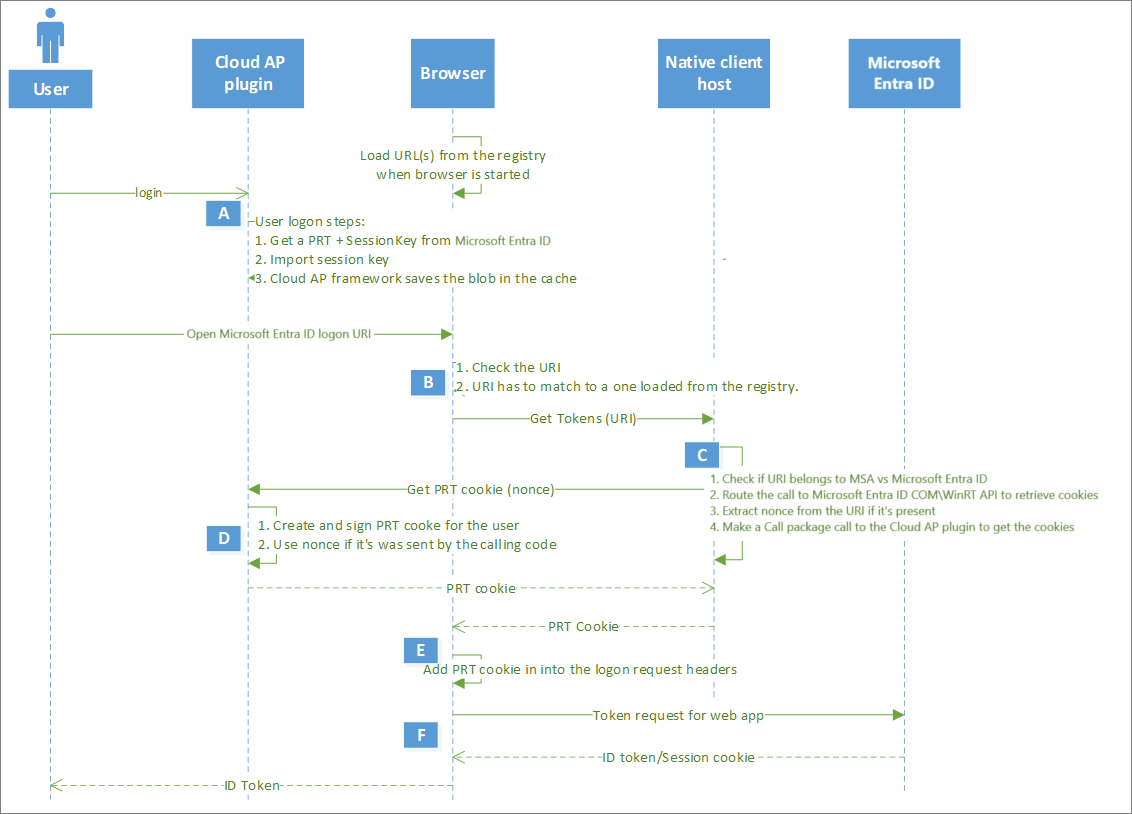 User
Cloud AP
plugin
Browser
Native client
host
Microsoft
Entra ID
Load URL(s) from the registry
when browser is started
login
A
User logon steps:
1. Get a PRT + SessionKey from Microsoft Entra ID
2. Import session key
3. Cloud AP framework saves the blob in the cache
Open Microsoft Entra ID logon URI
B
1. Check the URI
2. URI has to match to a one loaded from the registry.
Get Tokens (URI)
C
1. Check if URI belongs to MSA vs Microsoft Entra ID
2. Route the call to Microsoft Entra ID COM\WinRT API to retrieve cookies
3. Extract nonce from the URI if it's present
4. Make a Call package call to the Cloud AP plugin to get the cookies
Get PRT cookie (nonce)
D
1. Create and sign PRT cooke for the user
2. Use nonce if it's was sent by the calling code
PRT cookie
PRT Cookie
E
Add PRT cookie in into the logon request headers
Token request for web app
F
ID token/Session cookie
ID Token